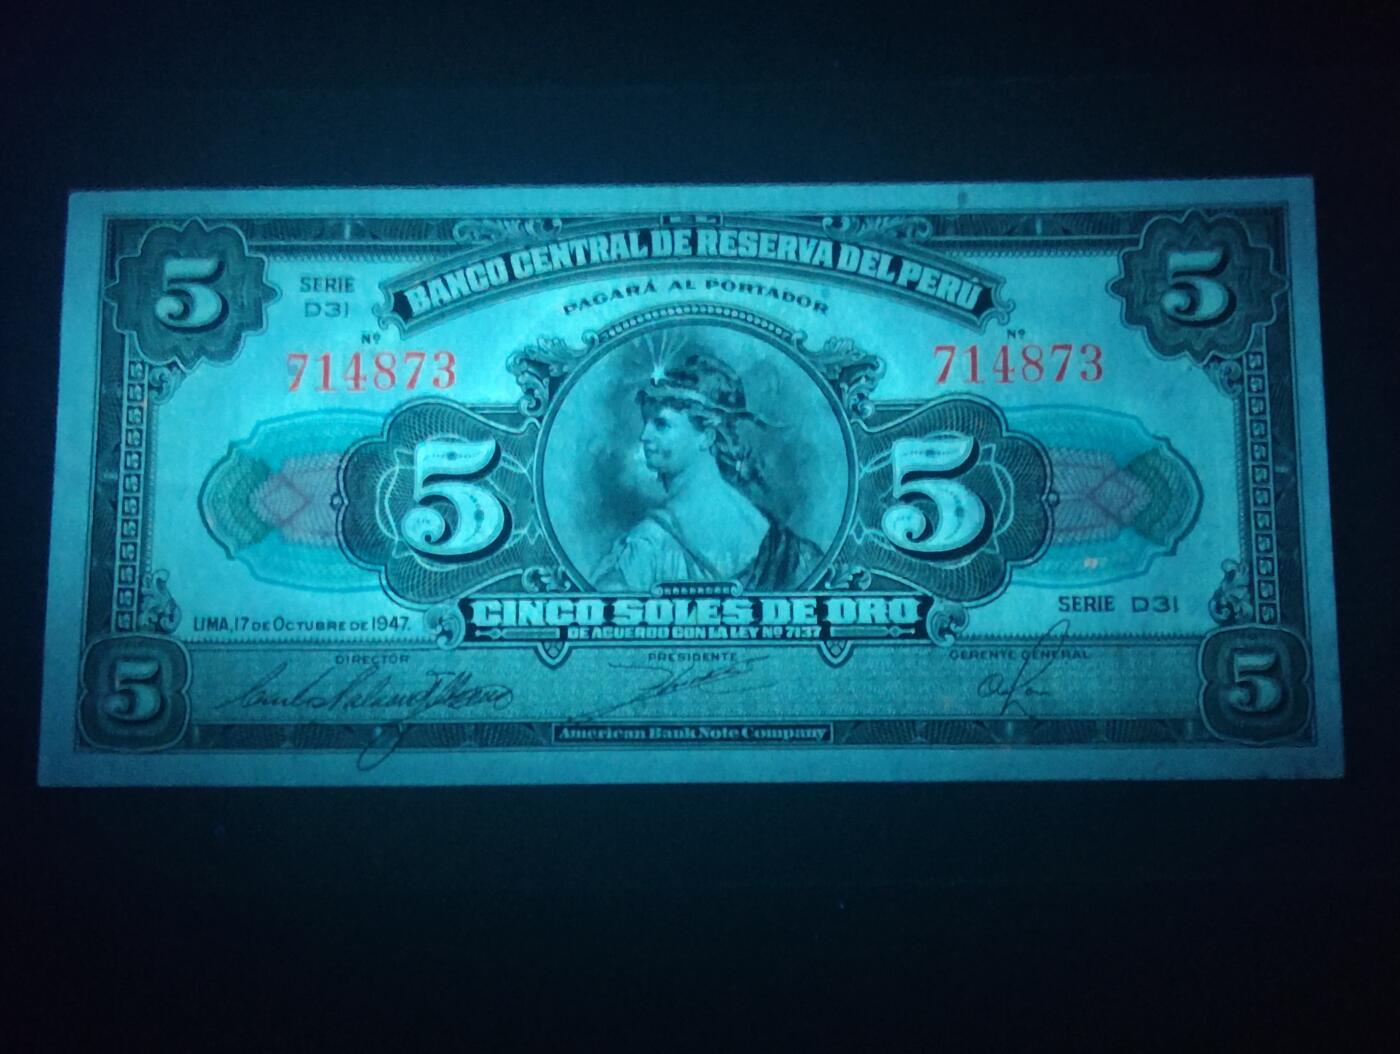 EL
BANCO CENTRAL DE RESERVA DEL PERÚ
PAGARÁ AL PORTADOR
5
5
SERIE
D31
Nº
714873
Nº
714873
5
5
LIMA, 17 DE OCTUBRE DE 1947.
SERIE D31
CINCO SOLES DE ORO
DE ACUERDO CON LA LEY Nº 7137
DIRECTOR
PRESIDENTE
GERENTE GENERAL
5
5
American Bank Note Company